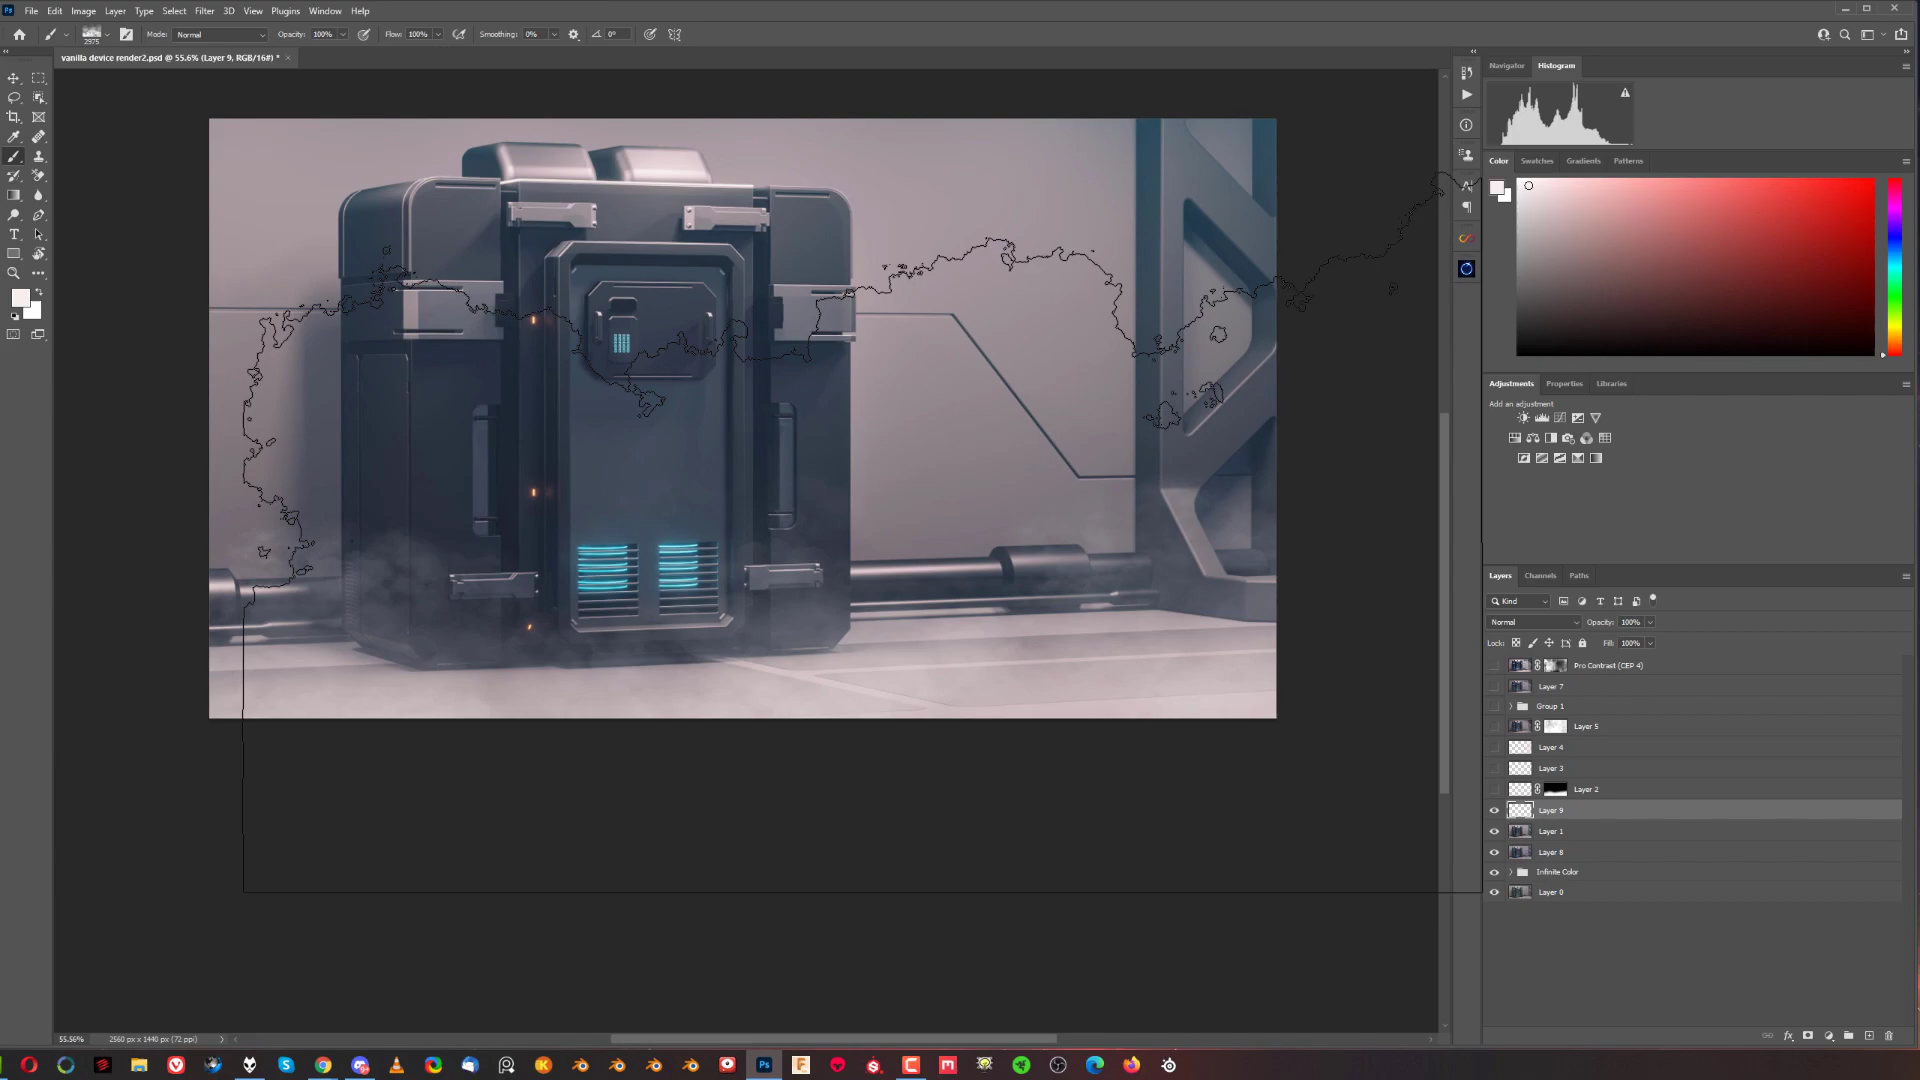 File Edit Image Layer Type Select Filter 3D View Plugins Window Help
2975 Mode: Normal Opacity: 100% Flow: 100% Smoothing: 0% 0°
vanilla device render2.psd @ 55.6% (Layer 9, RGB/16#) *
Navigator Histogram
Color Swatches Gradients Patterns
Adjustments Properties Libraries
Add an adjustment
Layers Channels Paths
Kind
Normal Opacity: 100%
Lock: Fill: 100%
Pro Contrast (CEP 4)
Layer 7
Group 1
Layer 5
Layer 4
Layer 3
Layer 2
Layer 9
Layer 1
Layer 8
Infinite Color
Layer 0
fx
55.56% 2560 px x 1440 px (72 ppi)
Ps